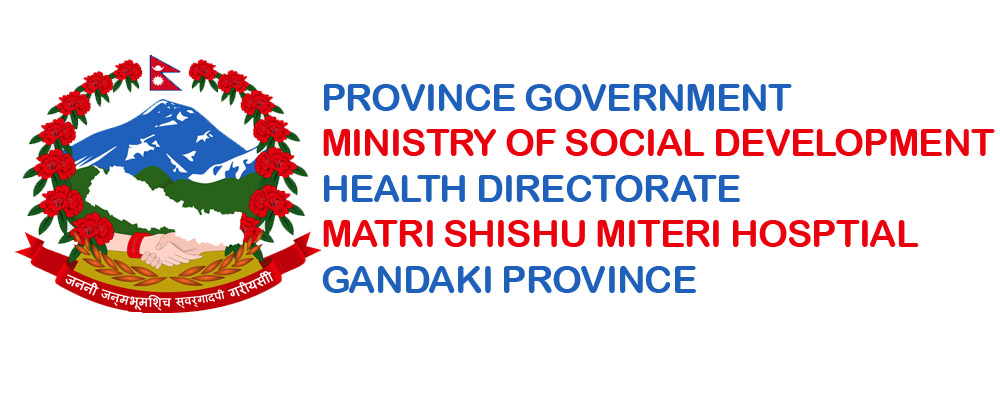 PROVINCE GOVERNMENT
MINISTRY OF SOCIAL DEVELOPMENT
HEALTH DIRECTORATE
MATRI SHISHU MITERI HOSPTIAL
GANDAKI PROVINCE
जननी जन्मभूमिश्च स्वर्गादपी गरीयसी